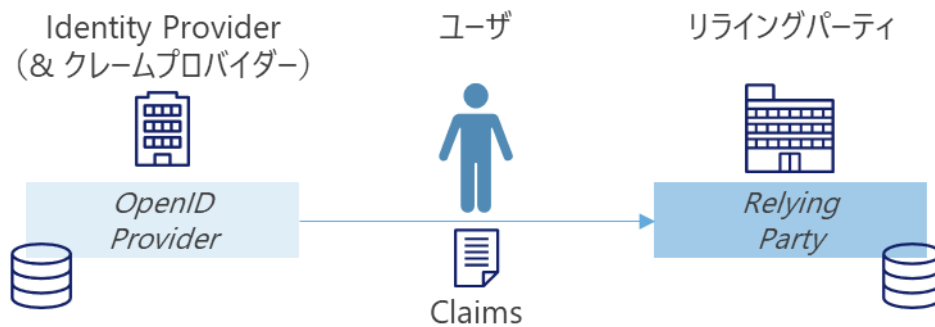 Identity Provider
（& クレームプロバイダー）
ユーザ
リライングパーティ
OpenID
Provider
Relying
Party
Claims